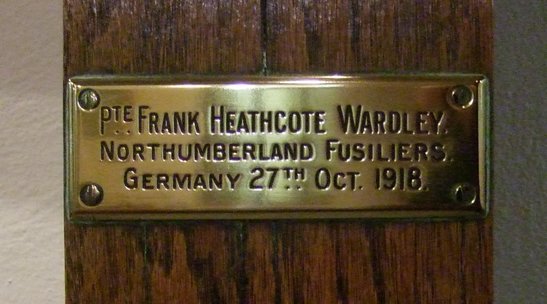 PTE. FRANK HEATHCOTE WARDLEY.
NORTHUMBERLAND FUSILIERS.
GERMANY 27TH. OCT. 1918.